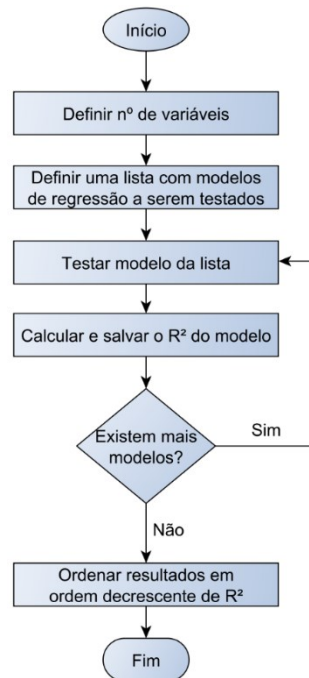 Início
Definir nº de variáveis
Definir uma lista com modelos
de regressão a serem testados
Testar modelo da lista
Calcular e salvar o R² do modelo
Existem mais
modelos?
Sim
Não
Ordenar resultados em
ordem decrescente de R²
Fim